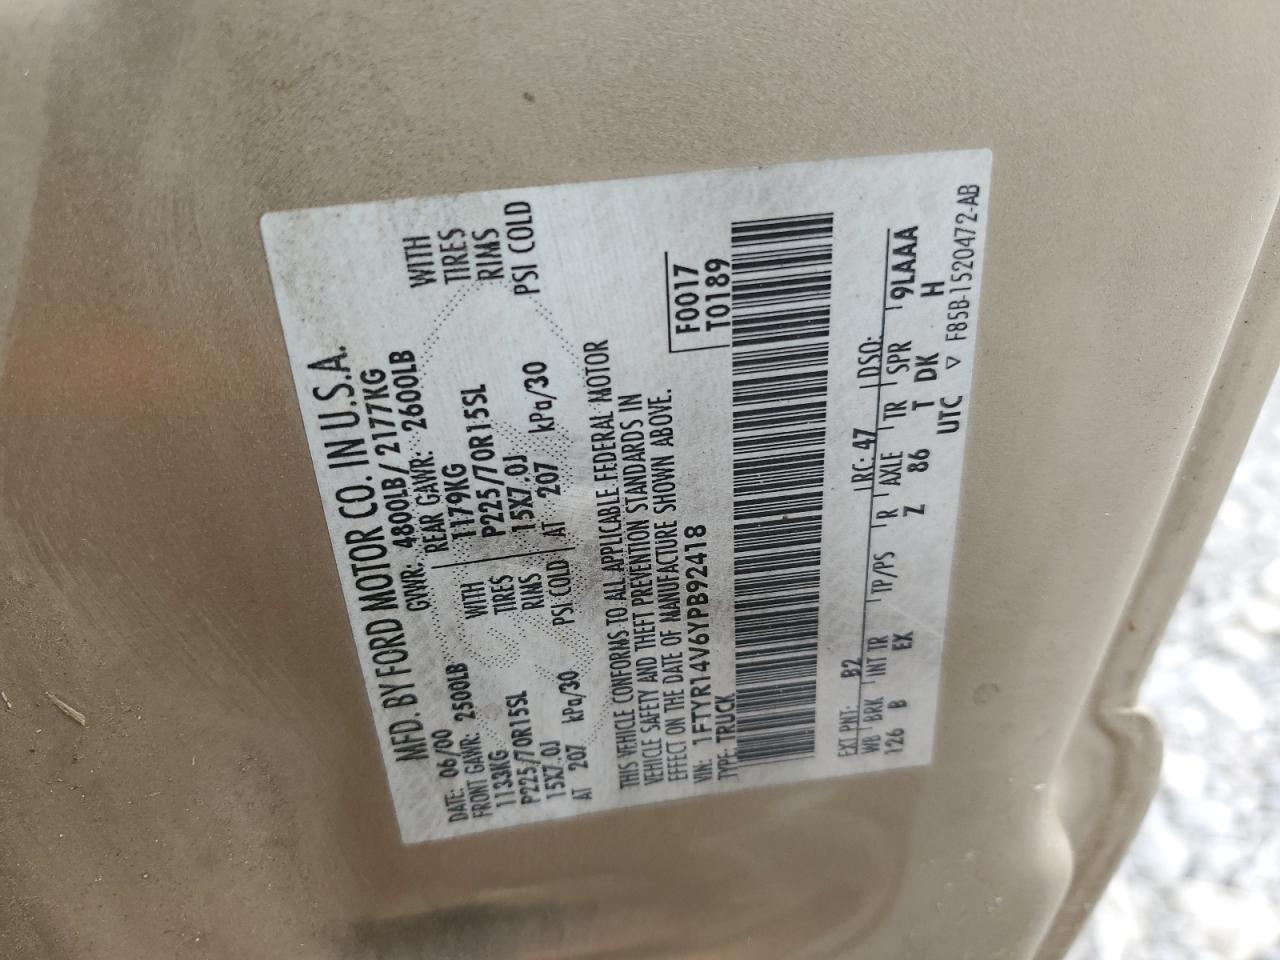 MFD. BY FORD MOTOR CO. IN U.S.A.
DATE: 06/00 GVWR: 4800LB/ 2177KG
FRONT GAWR: 2500LB REAR GAWR: 2600LB
1133KG WITH 1179KG WITH
P225/70R15SL TIRES P225/70R15SL TIRES
15X7.0J RIMS 15X7.0J RIMS
AT 207 kPa/30 PSI COLD AT 207 kPa/30 PSI COLD
THIS VEHICLE CONFORMS TO ALL APPLICABLE FEDERAL MOTOR
VEHICLE SAFETY AND THEFT PREVENTION STANDARDS IN
EFFECT ON THE DATE OF MANUFACTURE SHOWN ABOVE.
VIN: 1FTYR14V6YPB92418 F0017
TYPE: TRUCK T0189
EXT PNT: B2 RC: 47 DSO:
WB BRK INT TR TP/PS R AXLE TR SPR 9LAAA
126 B EX Z 86 T DK H
UTC ▽ F85B-1520472-AB